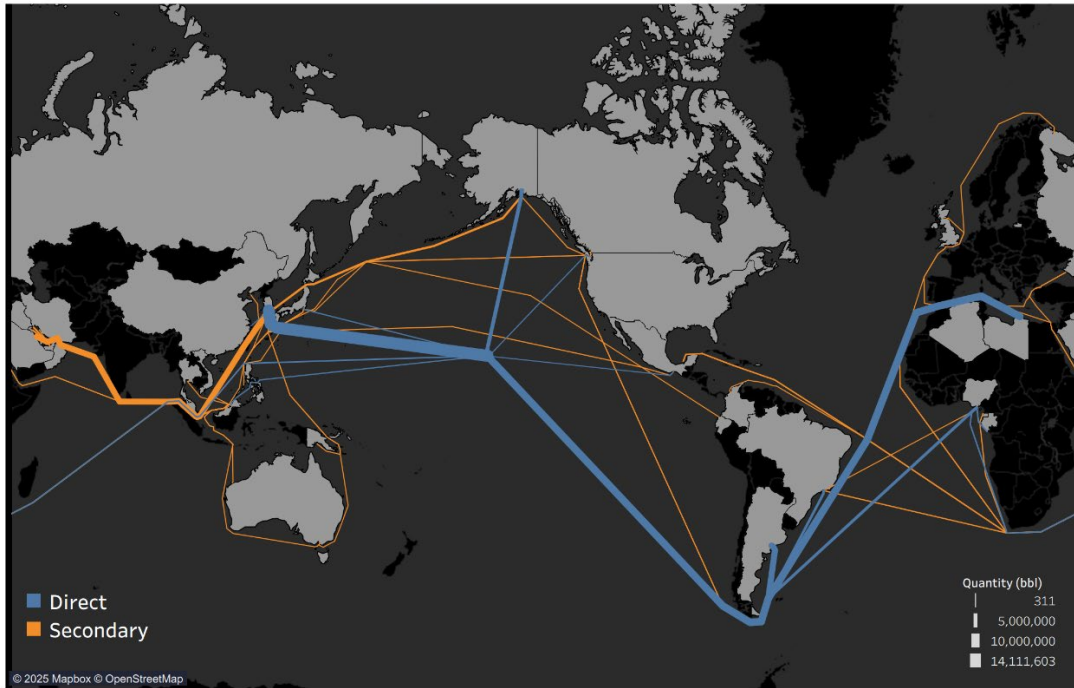 Direct
Secondary
© 2025 Mapbox © OpenStreetMap
Quantity (bbl)
311
5,000,000
10,000,000
14,111,603